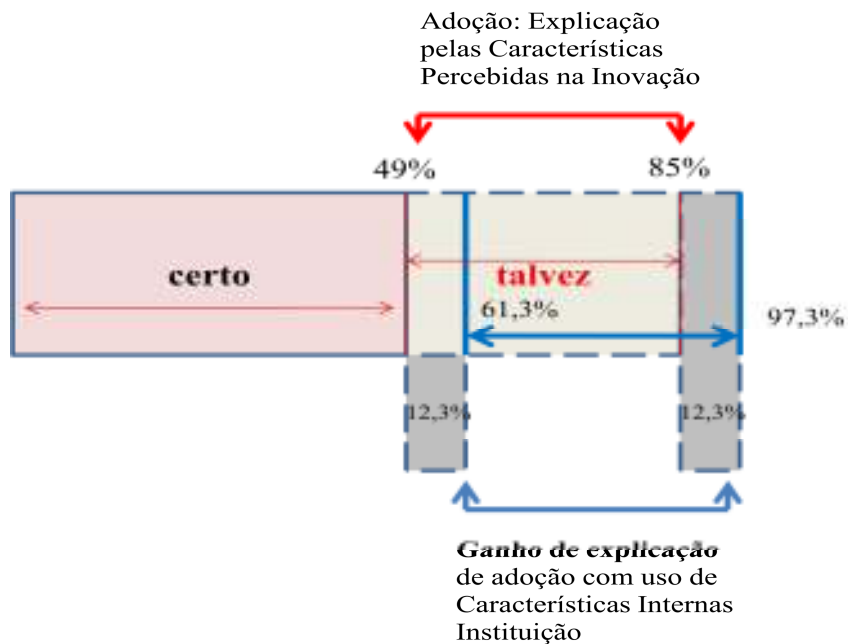 Adoção: Explicação
pelas Características
Percebidas na Inovação
49%
85%
certo
talvez
61,3%
97,3%
12,3%
12,3%
Ganho de explicação
de adoção com uso de
Características Internas
Instituição